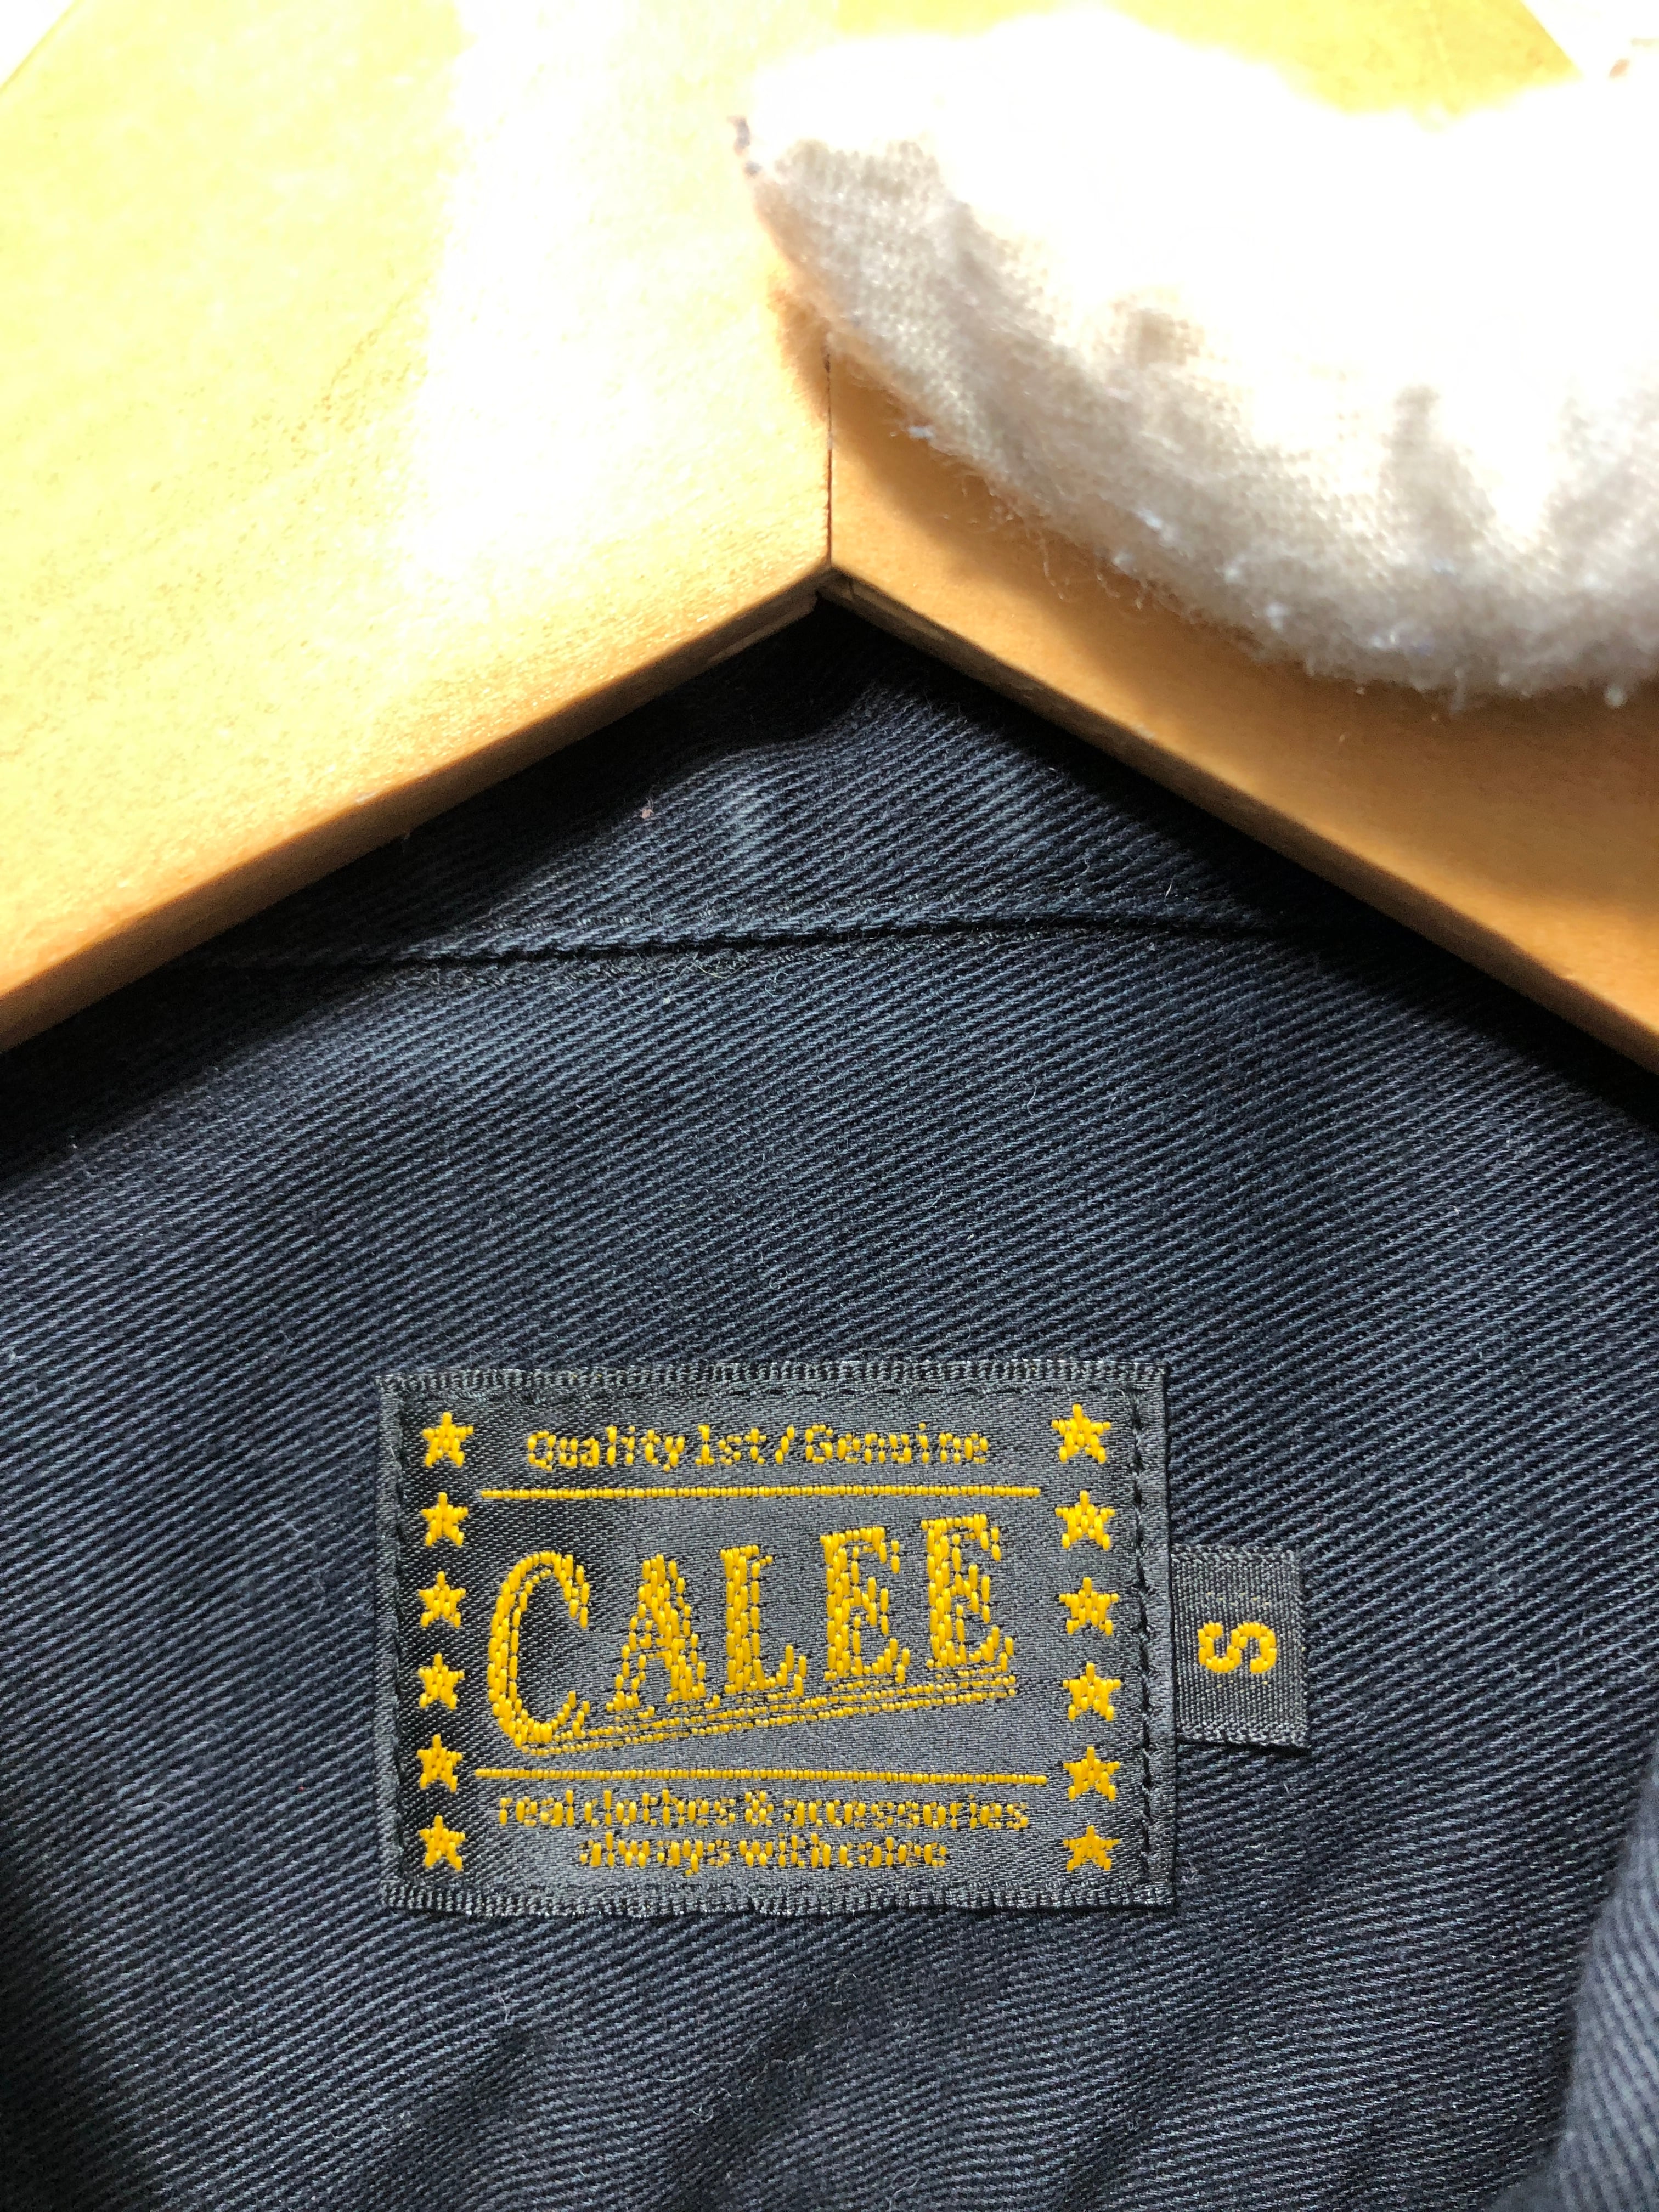 Quality 1st/Genuine
CALEE
real clothes & accessories
always with calee
S